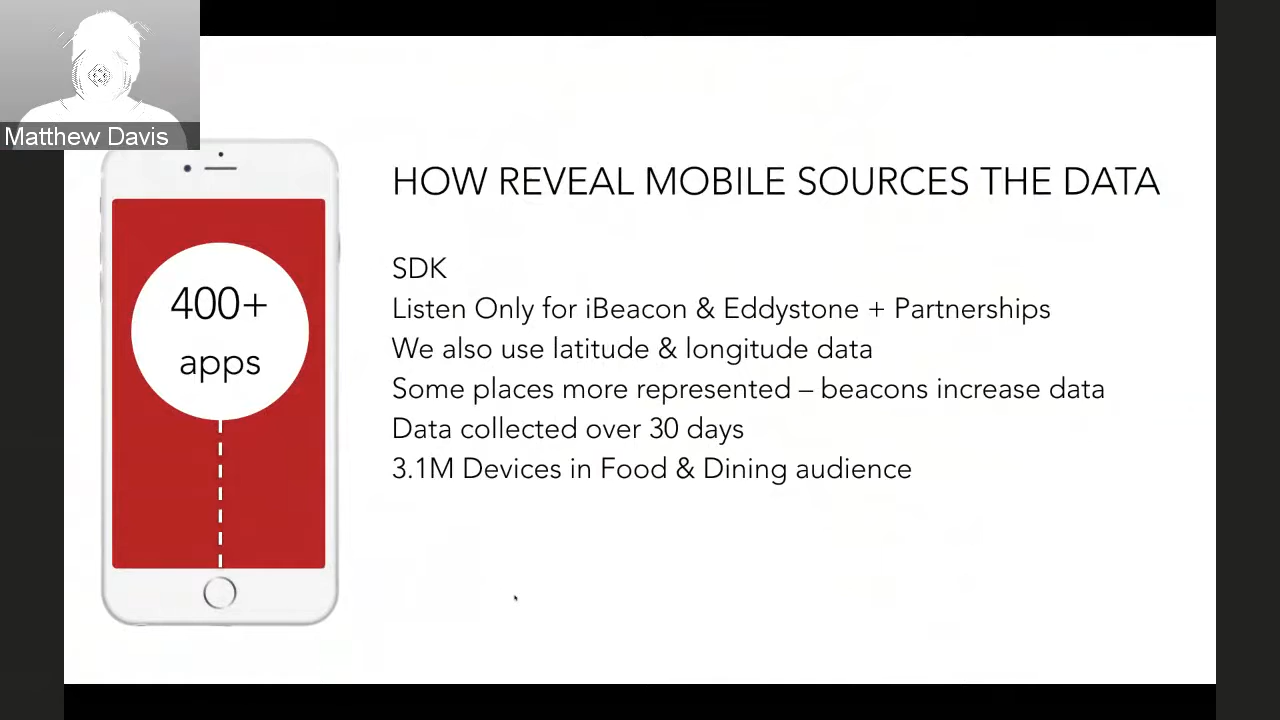 Matthew Davis
HOW REVEAL MOBILE SOURCES THE DATA
400+
apps
SDK
Listen Only for iBeacon & Eddystone + Partnerships
We also use latitude & longitude data
Some places more represented – beacons increase data
Data collected over 30 days
3.1M Devices in Food & Dining audience